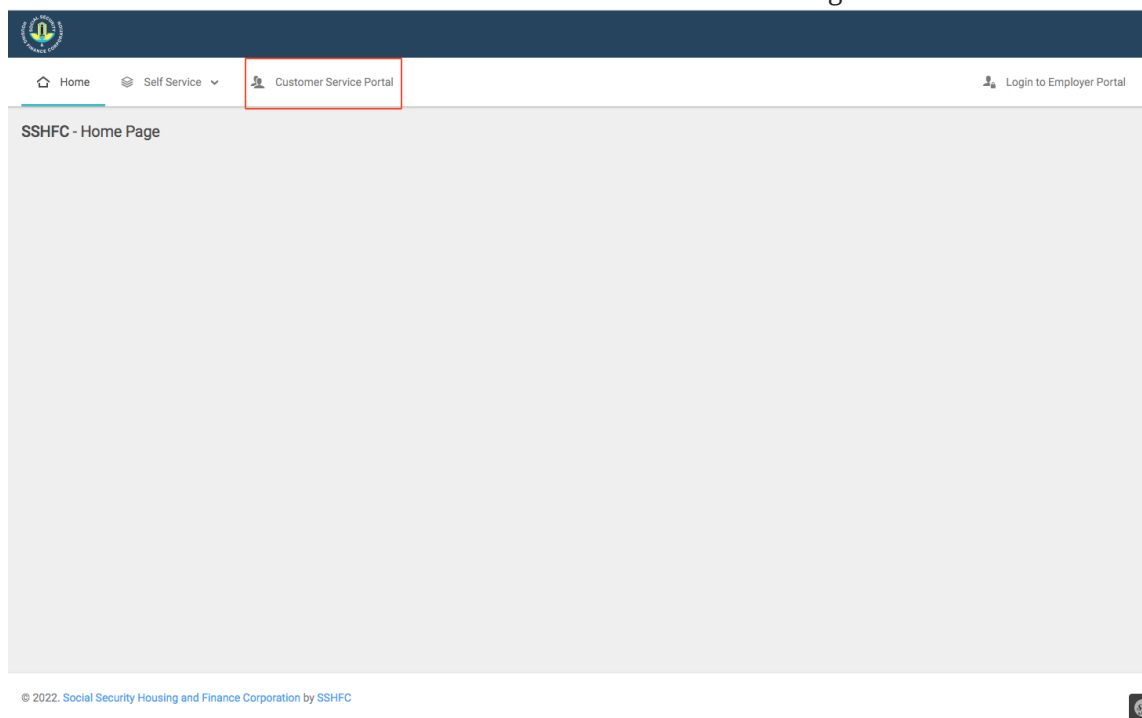 Home Self Service Customer Service Portal Login to Employer Portal
SSHFC - Home Page
© 2022. Social Security Housing and Finance Corporation by SSHFC